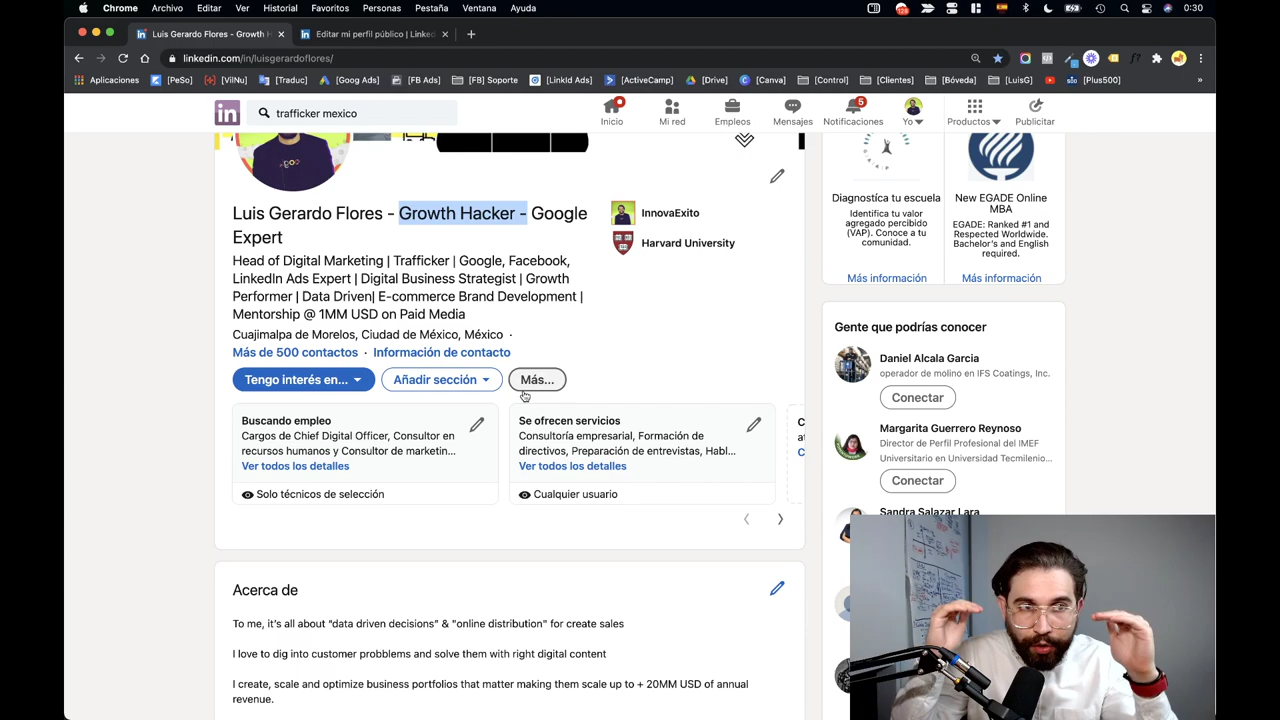 Chrome Archivo Editar Ver Historial Favoritos Personas Pestaña Ventana Ayuda 0:30
Luis Gerardo Flores - Growth H
Editar mi perfil público | Linked
linkedin.com/in/luisgerardoflores/
Aplicaciones [PeSo] [VilNu] [Traduc] [Goog Ads] [FB Ads] [FB] Soporte [LinkId Ads] [ActiveCamp] [Drive] [Canva] [Control] [Clientes] [Bóveda] [LuisG] [Plus500]
trafficker mexico
Inicio Mi red Empleos Mensajes Notificaciones Yo Productos Publicitar
5
Luis Gerardo Flores - Growth Hacker - Google
Expert
Head of Digital Marketing | Trafficker | Google, Facebook,
LinkedIn Ads Expert | Digital Business Strategist | Growth
Performer | Data Driven| E-commerce Brand Development |
Mentorship @ 1MM USD on Paid Media
Cuajimalpa de Morelos, Ciudad de México, México ·
Más de 500 contactos · Información de contacto
InnovaExito
Harvard University
Tengo interés en... Añadir sección Más...
Buscando empleo
Cargos de Chief Digital Officer, Consultor en
recursos humanos y Consultor de marketin...
Ver todos los detalles
Solo técnicos de selección
Se ofrecen servicios
Consultoría empresarial, Formación de
directivos, Preparación de entrevistas, Habl...
Ver todos los detalles
Cualquier usuario
Acerca de
To me, it's all about "data driven decisions" & "online distribution" for create sales
I love to dig into customer probblems and solve them with right digital content
I create, scale and optimize business portfolios that matter making them scale up to + 20MM USD of annual
revenue.
Diagnostíca tu escuela
Identifica tu valor
agregado percibido
(VAP). Conoce a tu
comunidad.
Más información
New EGADE Online
MBA
EGADE: Ranked #1 and
Respected Worldwide.
Bachelor's and English
required.
Más información
Gente que podrías conocer
Daniel Alcala Garcia
operador de molino en IFS Coatings, Inc.
Conectar
Margarita Guerrero Reynoso
Director de Perfil Profesional del IMEF
Universitario en Universidad Tecmilenio...
Conectar
Sandra Salazar Lara